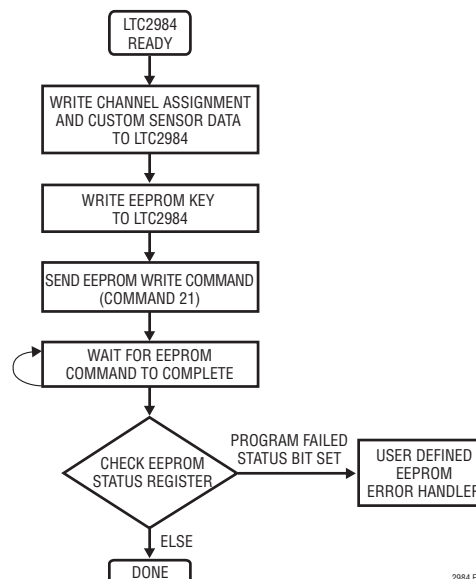 LTC2984
READY
WRITE CHANNEL ASSIGNMENT
AND CUSTOM SENSOR DATA
TO LTC2984
WRITE EEPROM KEY
TO LTC2984
SEND EEPROM WRITE COMMAND
(COMMAND 21)
WAIT FOR EEPROM
COMMAND TO COMPLETE
CHECK EEPROM
STATUS REGISTER
PROGRAM FAILED
STATUS BIT SET
USER DEFINED
EEPROM
ERROR HANDLER
ELSE
DONE
2984 F